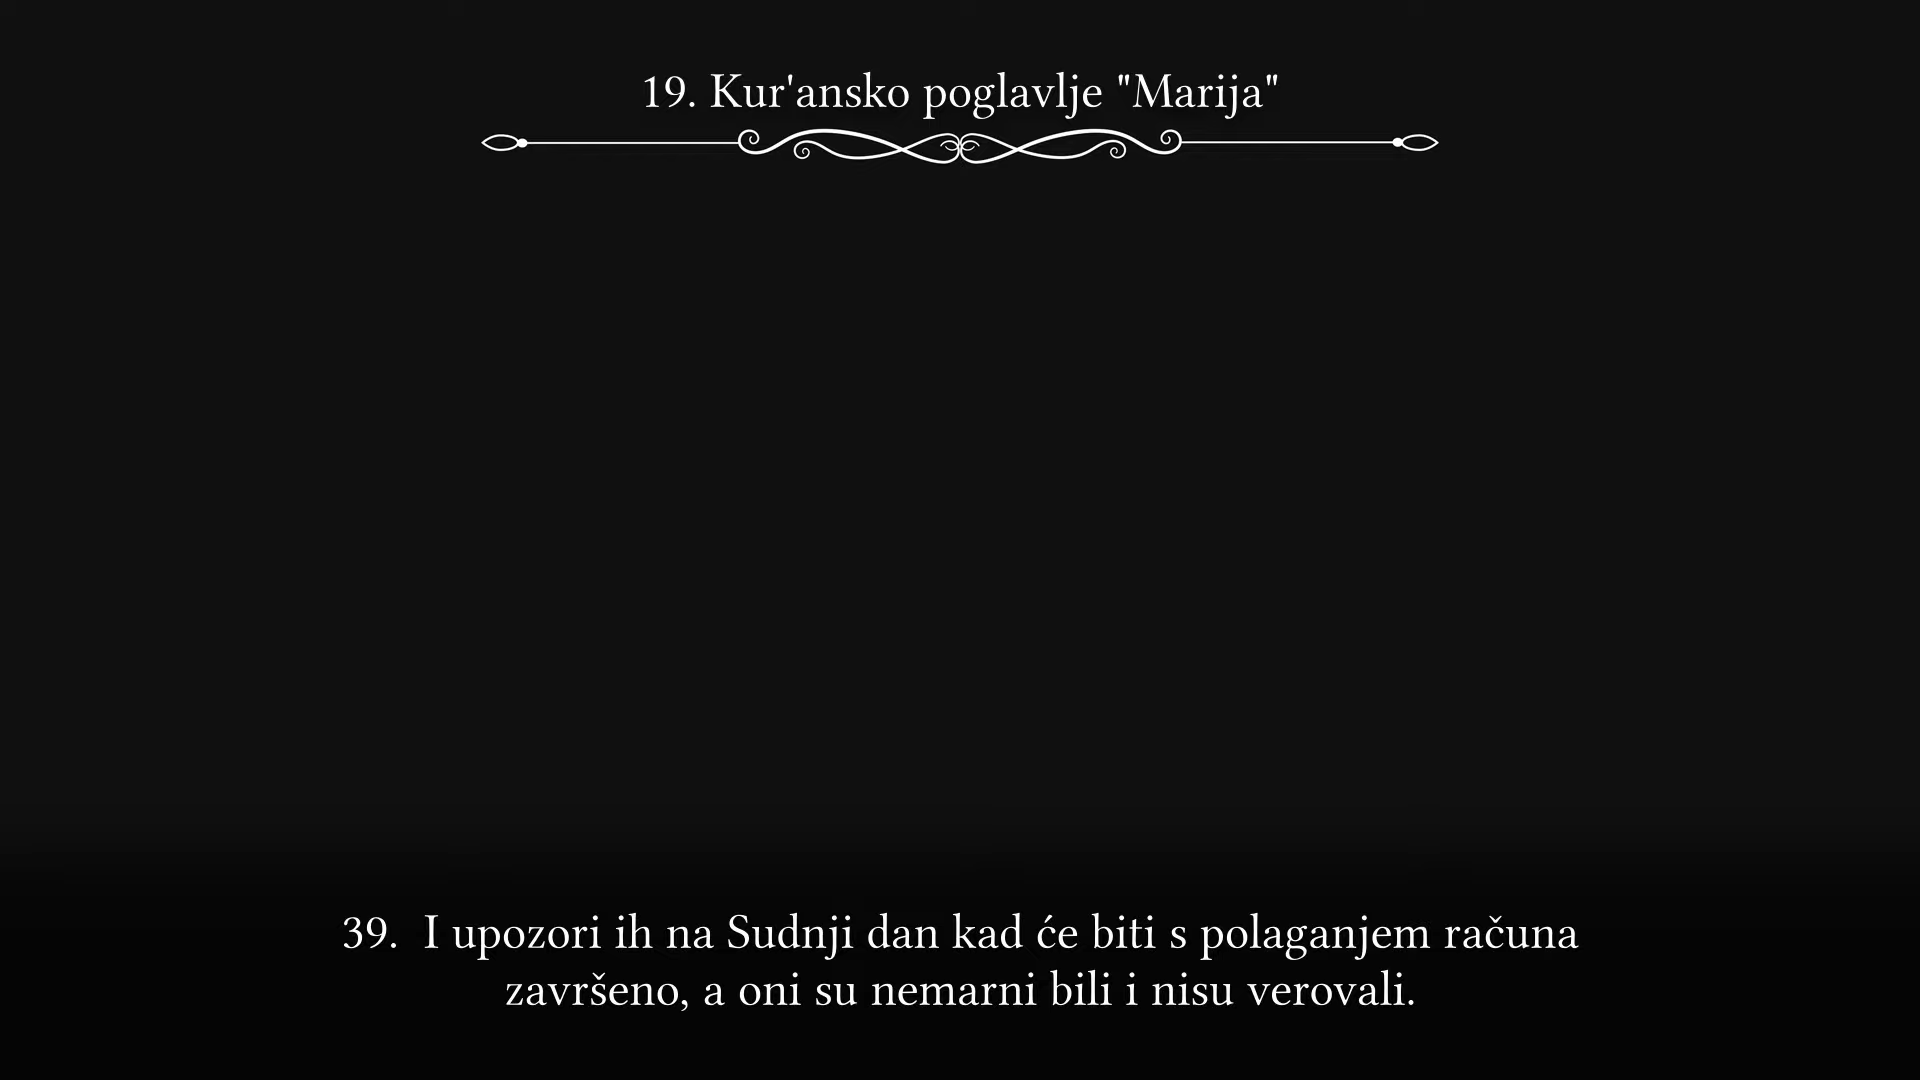 19. Kur'ansko poglavlje "Marija"
39. I upozori ih na Sudnji dan kad će biti s polaganjem računa
završeno, a oni su nemarni bili i nisu verovali.